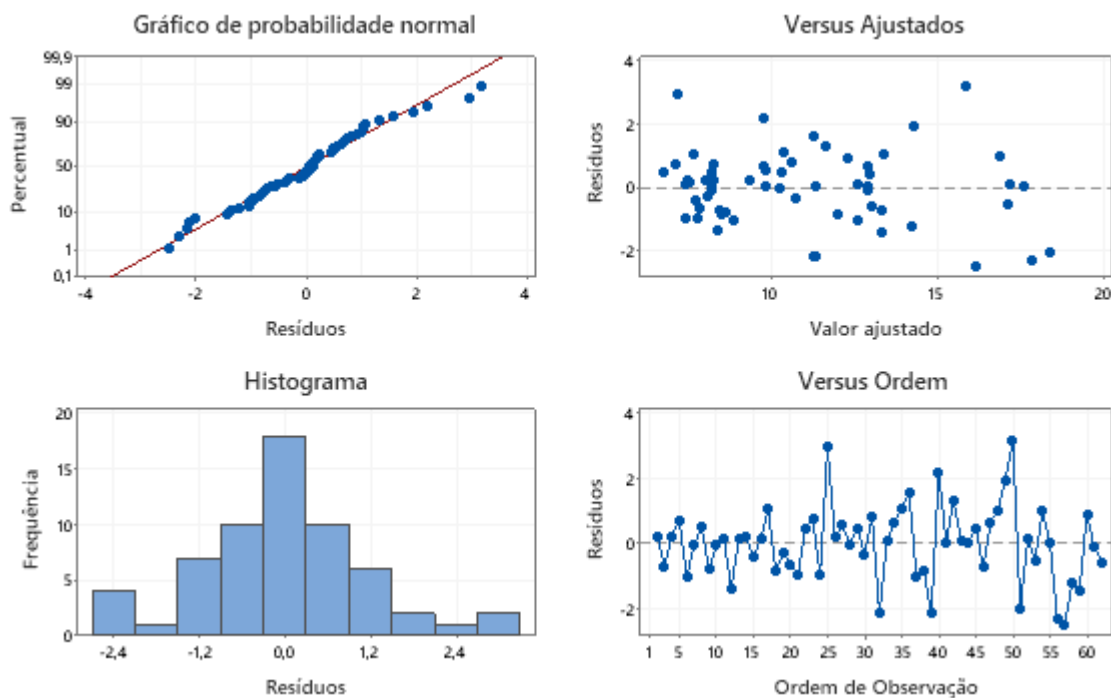 Gráfico de probabilidade normal
99,9
99
90
50
10
1
0,1
Percentual
-4
-2
0
2
4
Resíduos
Versus Ajustados
4
2
0
-2
Resíduos
10
15
20
Valor ajustado
Histograma
20
15
10
5
0
Frequência
-2,4
-1,2
0,0
1,2
2,4
Resíduos
Versus Ordem
4
2
0
-2
Resíduos
1 5 10 15 20 25 30 35 40 45 50 55 60
Ordem de Observação